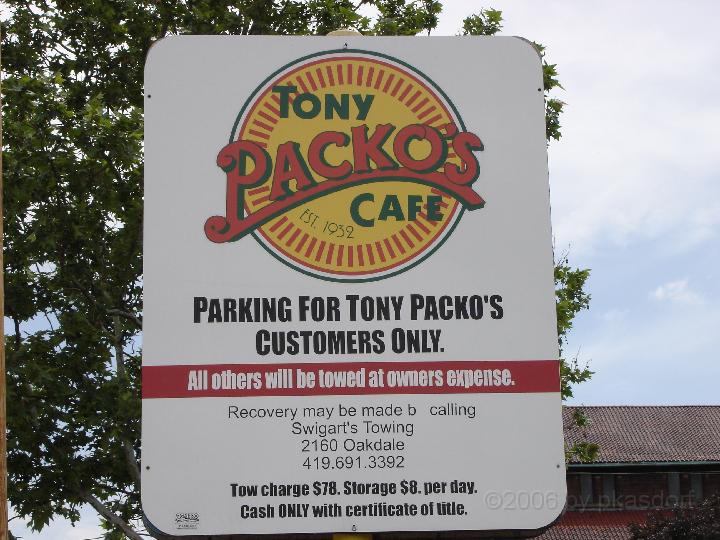 TONY
PACKO'S
CAFE
EST. 1932
PARKING FOR TONY PACKO'S
CUSTOMERS ONLY.
All others will be towed at owners expense.
Recovery may be made b calling
Swigart's Towing
2160 Oakdale
419.691.3392
Tow charge $78. Storage $8. per day.
Cash ONLY with certificate of title.
©2006 by pkasdorf